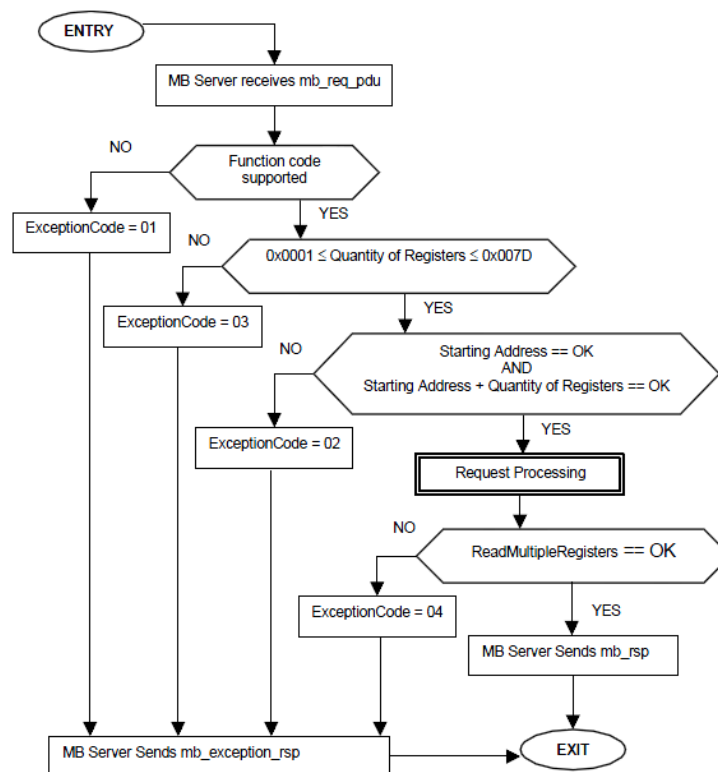 ENTRY
MB Server receives mb_req_pdu
NO
Function code
supported
ExceptionCode = 01
YES
NO
0x0001 ≤ Quantity of Registers ≤ 0x007D
ExceptionCode = 03
YES
NO
Starting Address == OK
AND
Starting Address + Quantity of Registers == OK
ExceptionCode = 02
YES
Request Processing
NO
ReadMultipleRegisters == OK
ExceptionCode = 04
YES
MB Server Sends mb_rsp
MB Server Sends mb_exception_rsp
EXIT